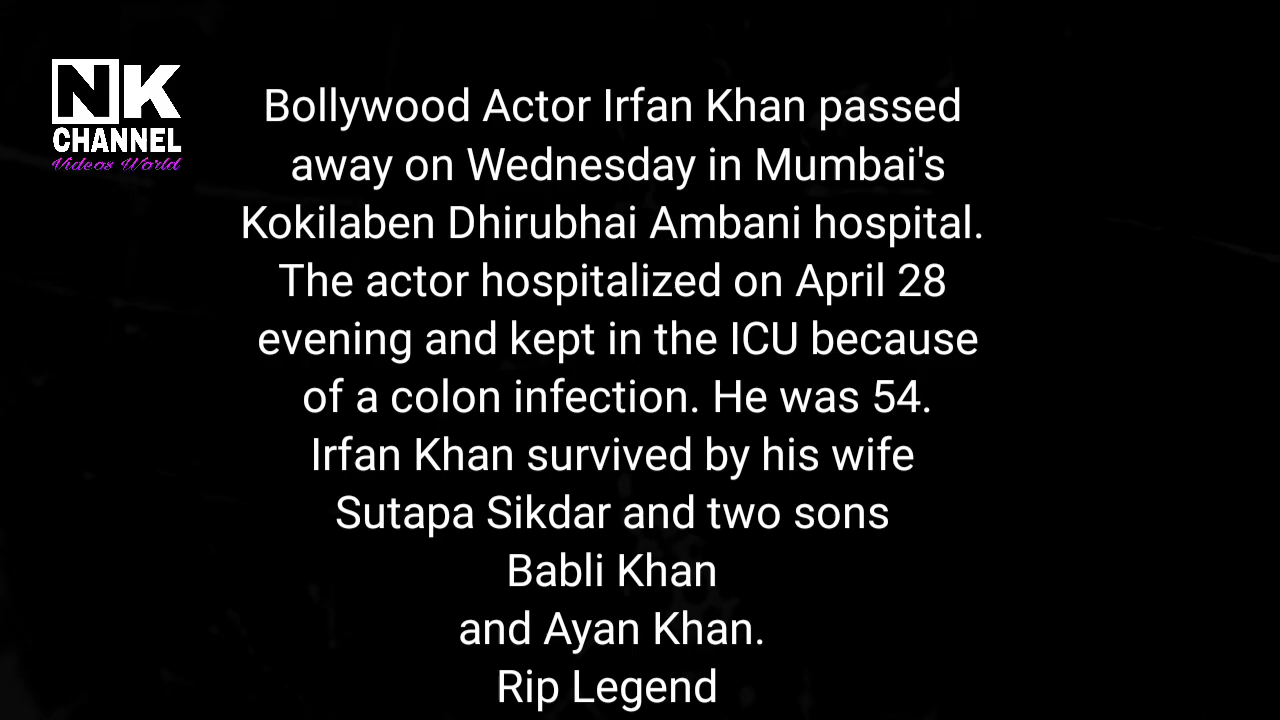 NK
CHANNEL
Videos World
Bollywood Actor Irfan Khan passed
away on Wednesday in Mumbai's
Kokilaben Dhirubhai Ambani hospital.
The actor hospitalized on April 28
evening and kept in the ICU because
of a colon infection. He was 54.
Irfan Khan survived by his wife
Sutapa Sikdar and two sons
Babli Khan
and Ayan Khan.
Rip Legend